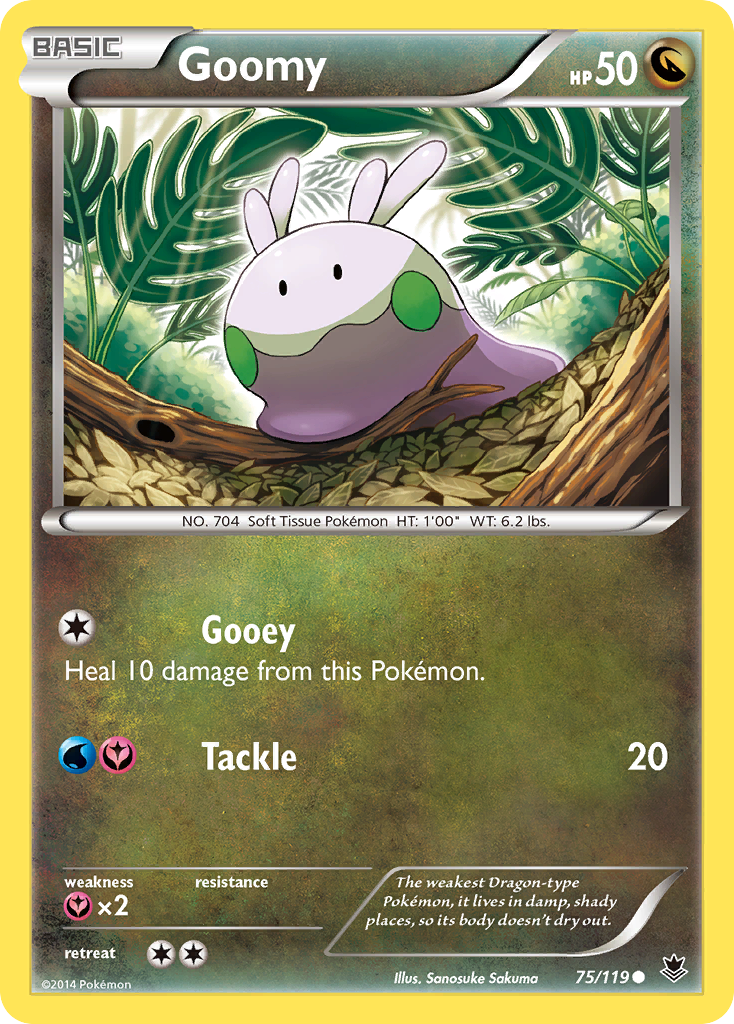 BASIC
Goomy
HP50
NO. 704 Soft Tissue Pokémon HT: 1'00" WT: 6.2 lbs.
Gooey
Heal 10 damage from this Pokémon.
Tackle 20
weakness resistance
×2
The weakest Dragon-type
Pokémon, it lives in damp, shady
places, so its body doesn't dry out.
retreat
©2014 Pokémon
Illus. Sanosuke Sakuma
75/119